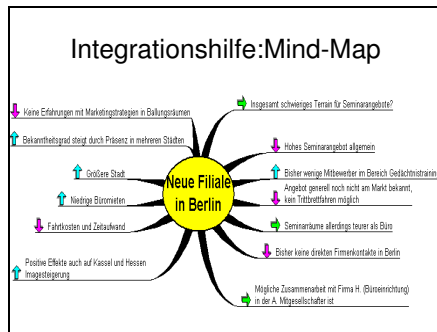 Integrationshilfe:Mind-Map
Keine Erfahrungen mit Marketingstrategien in Ballungsräumen
Bekanntheitsgrad steigt durch Präsenz in mehreren Städten
Größere Stadt
Niedrige Büromieten
Fahrtkosten und Zeitaufwand
Positive Effekte auch auf Kassel und Hessen
Imagesteigerung
Neue Filiale
in Berlin
Insgesamt schwieriges Terrain für Seminarangebote?
Hohes Seminarangebot allgemein
Bisher wenige Mitbewerber im Bereich Gedächtnistrainin
Angebot generell noch nicht am Markt bekannt,
kein Trittbrettfahren möglich
Seminarräume allerdings teurer als Büro
Bisher keine direkten Firmenkontakte in Berlin
Mögliche Zusammenarbeit mit Firma H. (Büroeinrichtung)
in der A. Mitgesellschafter ist